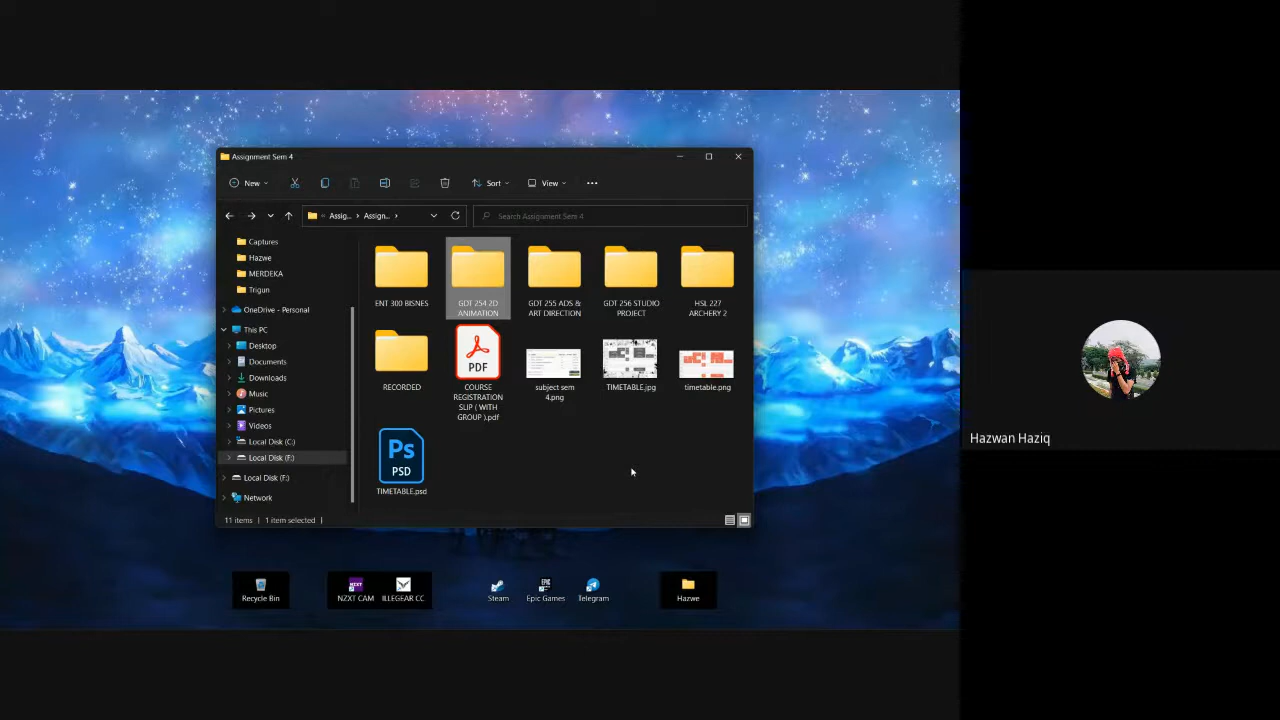 Assignment Sem 4
New
Sort
View
Assig...
Assign...
Search Assignment Sem 4
Captures
Hazwe
MERDEKA
Trigun
OneDrive - Personal
This PC
Desktop
Documents
Downloads
Music
Pictures
Videos
Local Disk (C:)
Local Disk (F:)
Local Disk (F:)
Network
ENT 300 BISNES
GDT 254 2D
ANIMATION
GDT 255 ADS &
ART DIRECTION
GDT 256 STUDIO
PROJECT
HSL 227
ARCHERY 2
RECORDED
PDF
COURSE
REGISTRATION
SLIP ( WITH
GROUP ).pdf
subject sem
4.png
TIMETABLE.jpg
timetable.png
Ps
PSD
TIMETABLE.psd
11 items
1 item selected
Recycle Bin
NZXT
NZXT CAM
ILLEGEAR CC
Steam
EPIC
Epic Games
Telegram
Hazwe
Hazwan Haziq